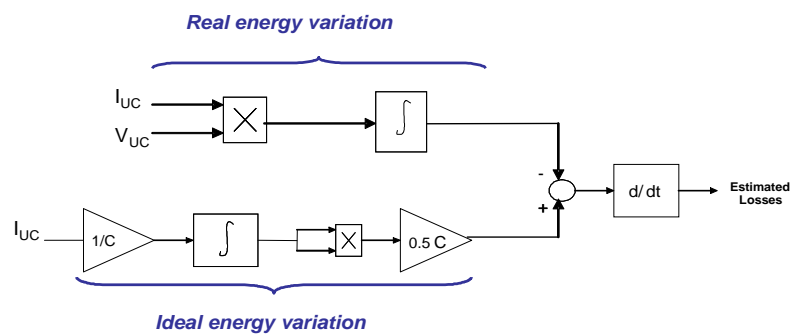 Real energy variation
I_UC
V_UC
×
∫
-
+
d/dt
Estimated
Losses
I_UC
1/C
∫
×
0.5 C
Ideal energy variation